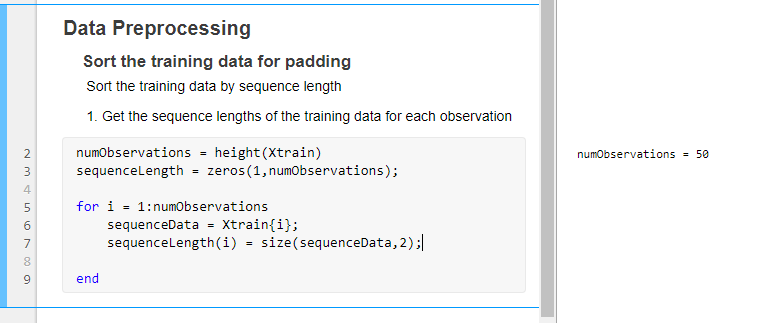 Data Preprocessing
Sort the training data for padding
Sort the training data by sequence length
1. Get the sequence lengths of the training data for each observation
2 numObservations = height(Xtrain)
numObservations = 50
3 sequenceLength = zeros(1,numObservations);
4
5 for i = 1:numObservations
6 sequenceData = Xtrain{i};
7 sequenceLength(i) = size(sequenceData,2);
8
9 end